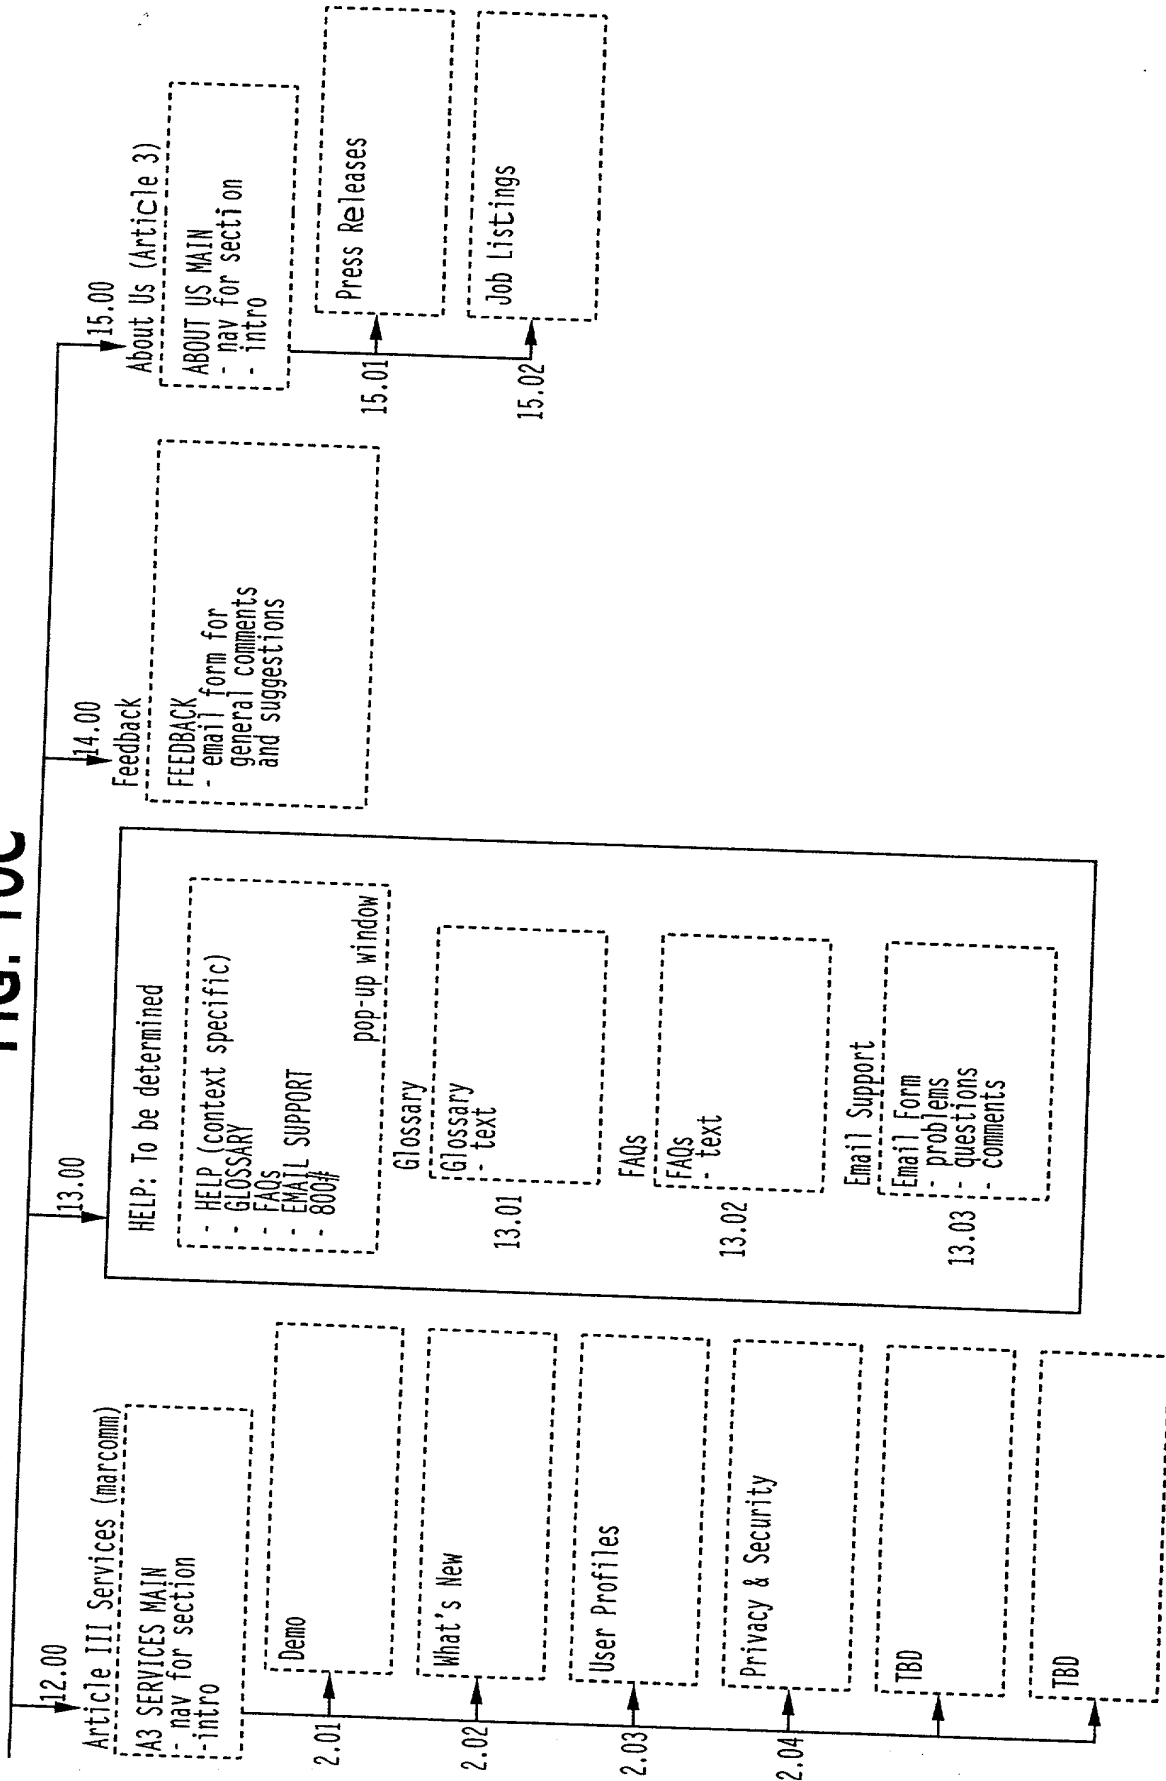 FIG. 10C
12.00
Article III Services (marcomm)
A3 SERVICES MAIN
- nav for section
-intro
2.01
Demo
2.02
What's New
2.03
User Profiles
2.04
Privacy & Security
TBD
TBD
13.00
HELP: To be determined
- HELP (context specific)
- GLOSSARY
- FAQs
- EMAIL SUPPORT
- 800#
pop-up window
Glossary
13.01
Glossary
- text
FAQs
13.02
FAQs
- text
Email Support
13.03
Email Form
- problems
- questions
- comments
14.00
Feedback
FEEDBACK
- email form for
general comments
and suggestions
15.00
About Us (Article 3)
ABOUT US MAIN
- nav for section
- intro
15.01
Press Releases
15.02
Job Listings